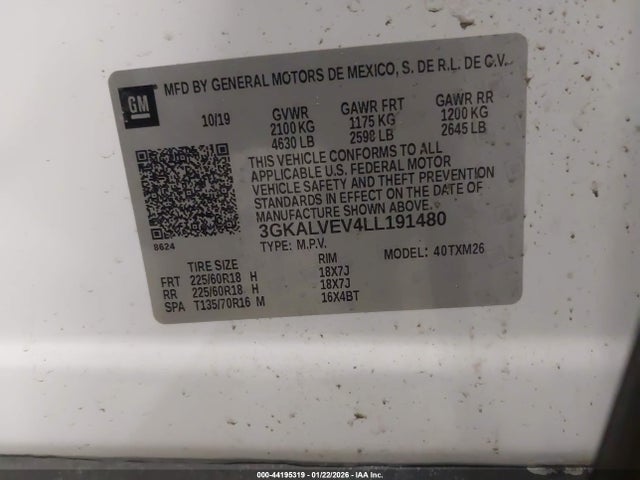 GM
MFD BY GENERAL MOTORS DE MEXICO, S. DE R.L. DE C.V.
10/19 GVWR GAWR FRT GAWR RR
2100 KG 1175 KG 1200 KG
4630 LB 2598 LB 2645 LB
THIS VEHICLE CONFORMS TO ALL
APPLICABLE U.S. FEDERAL MOTOR
VEHICLE SAFETY AND THEFT PREVENTION
STANDARDS IN EFFECT ON THE DATE OF
MANUFACTURE SHOWN ABOVE.
8624
3GKALVEV4LL191480
TYPE: M.P.V. MODEL: 40TXM26
TIRE SIZE RIM
FRT 225/60R18 H 18X7J
RR 225/60R18 H 18X7J
SPA T135/70R16 M 16X4BT
000-44195319 - 01/22/2026 - IAAI.COM